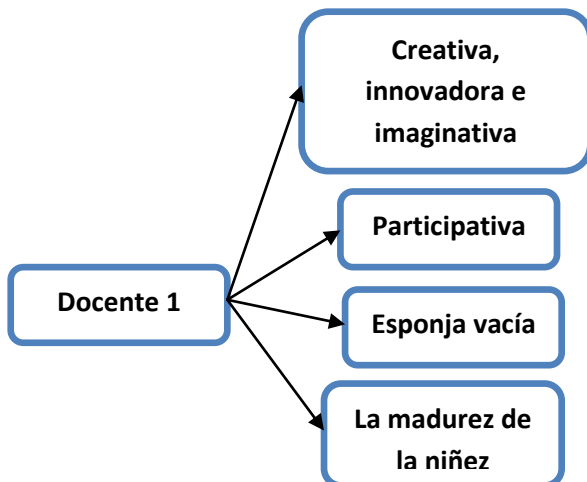 Creativa,
innovadora e
imaginativa
Participativa
Docente 1
Esponja vacía
La madurez de
la niñez